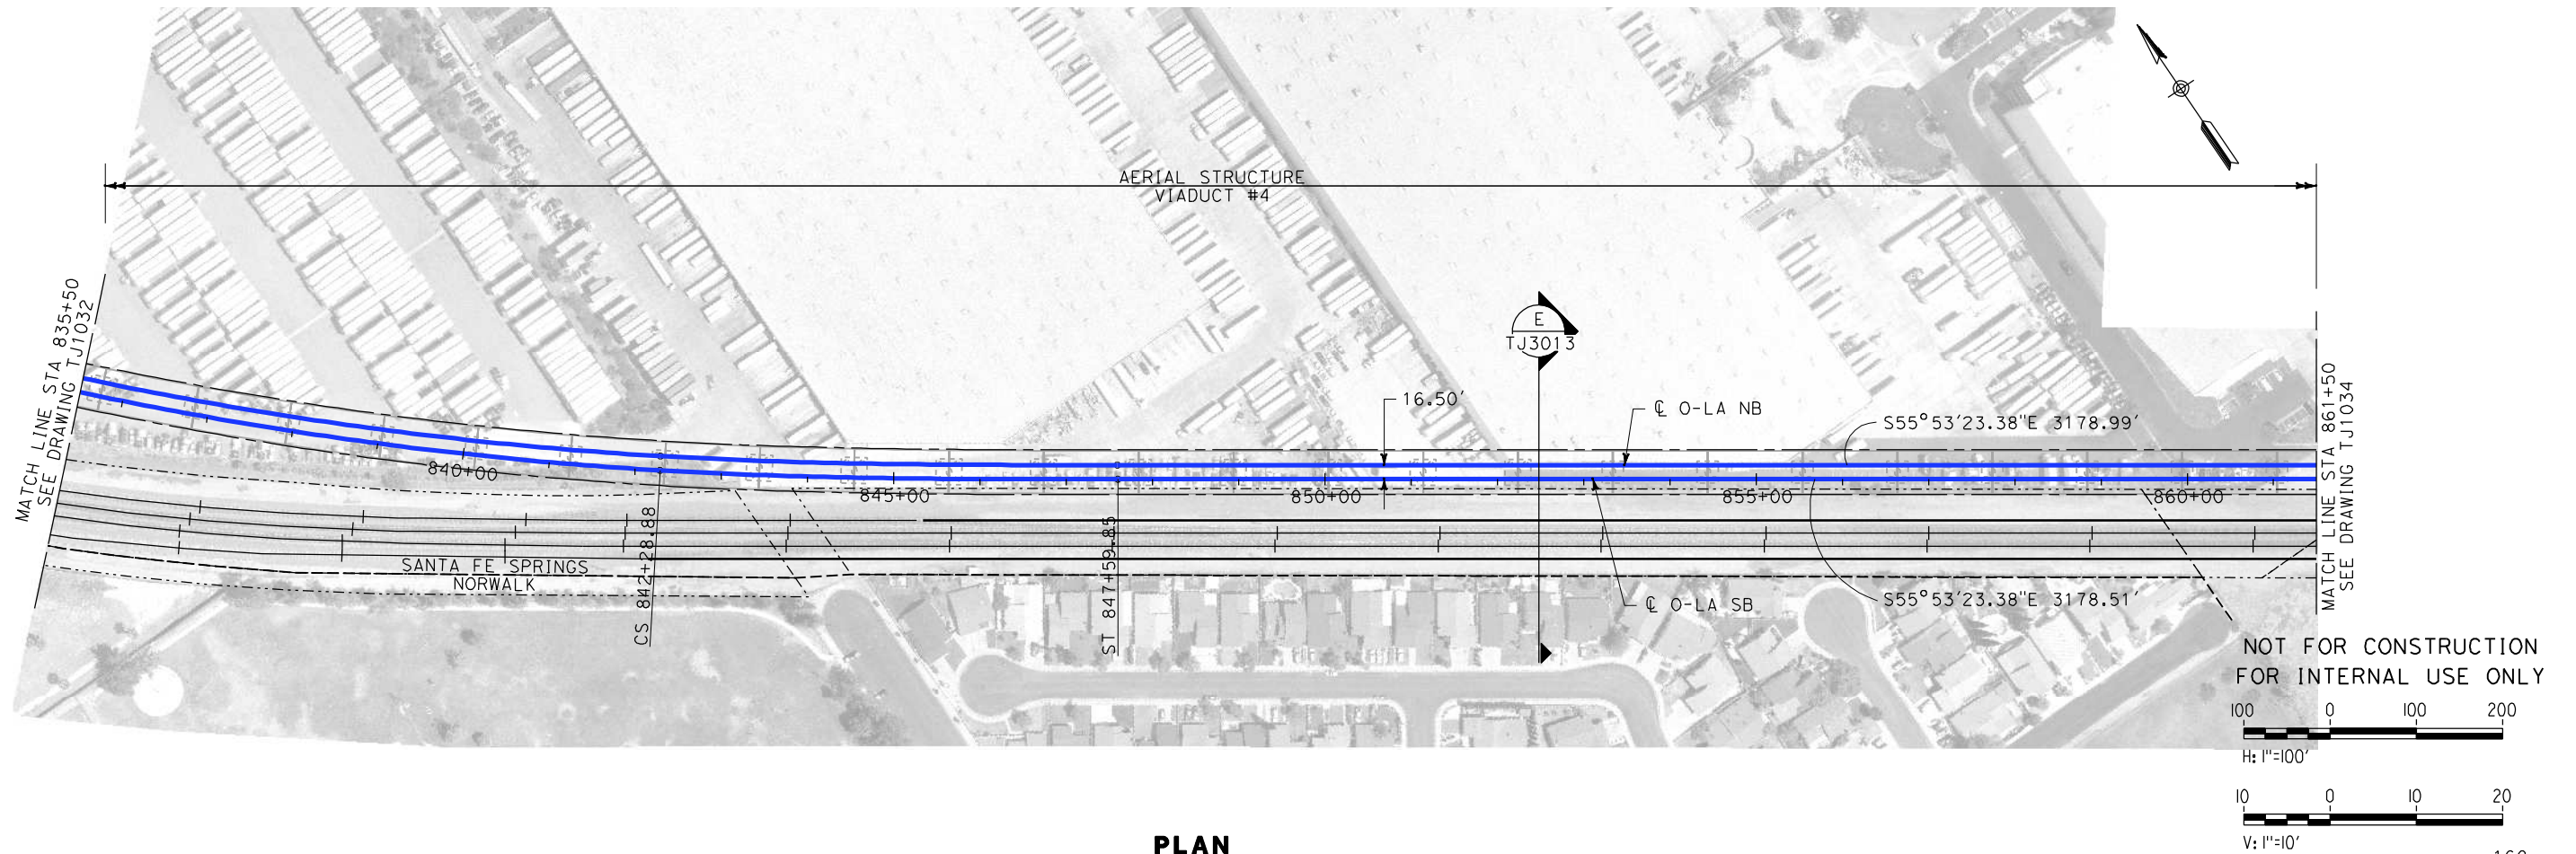 AERIAL STRUCTURE
VIADUCT #4
MATCH LINE STA 835+50
SEE DRAWING TJ1032
E
TJ3013
16.50'
℄ O-LA NB
S55°53'23.38"E 3178.99'
MATCH LINE STA 861+50
SEE DRAWING TJ1034
840+00
845+00
850+00
855+00
860+00
CS 842+28.88
ST 847+59.85
SANTA FE SPRINGS
NORWALK
℄ O-LA SB
S55°53'23.38"E 3178.51'
NOT FOR CONSTRUCTION
FOR INTERNAL USE ONLY
100 0 100 200
H: 1"=100'
10 0 10 20
V: 1"=10'
PLAN